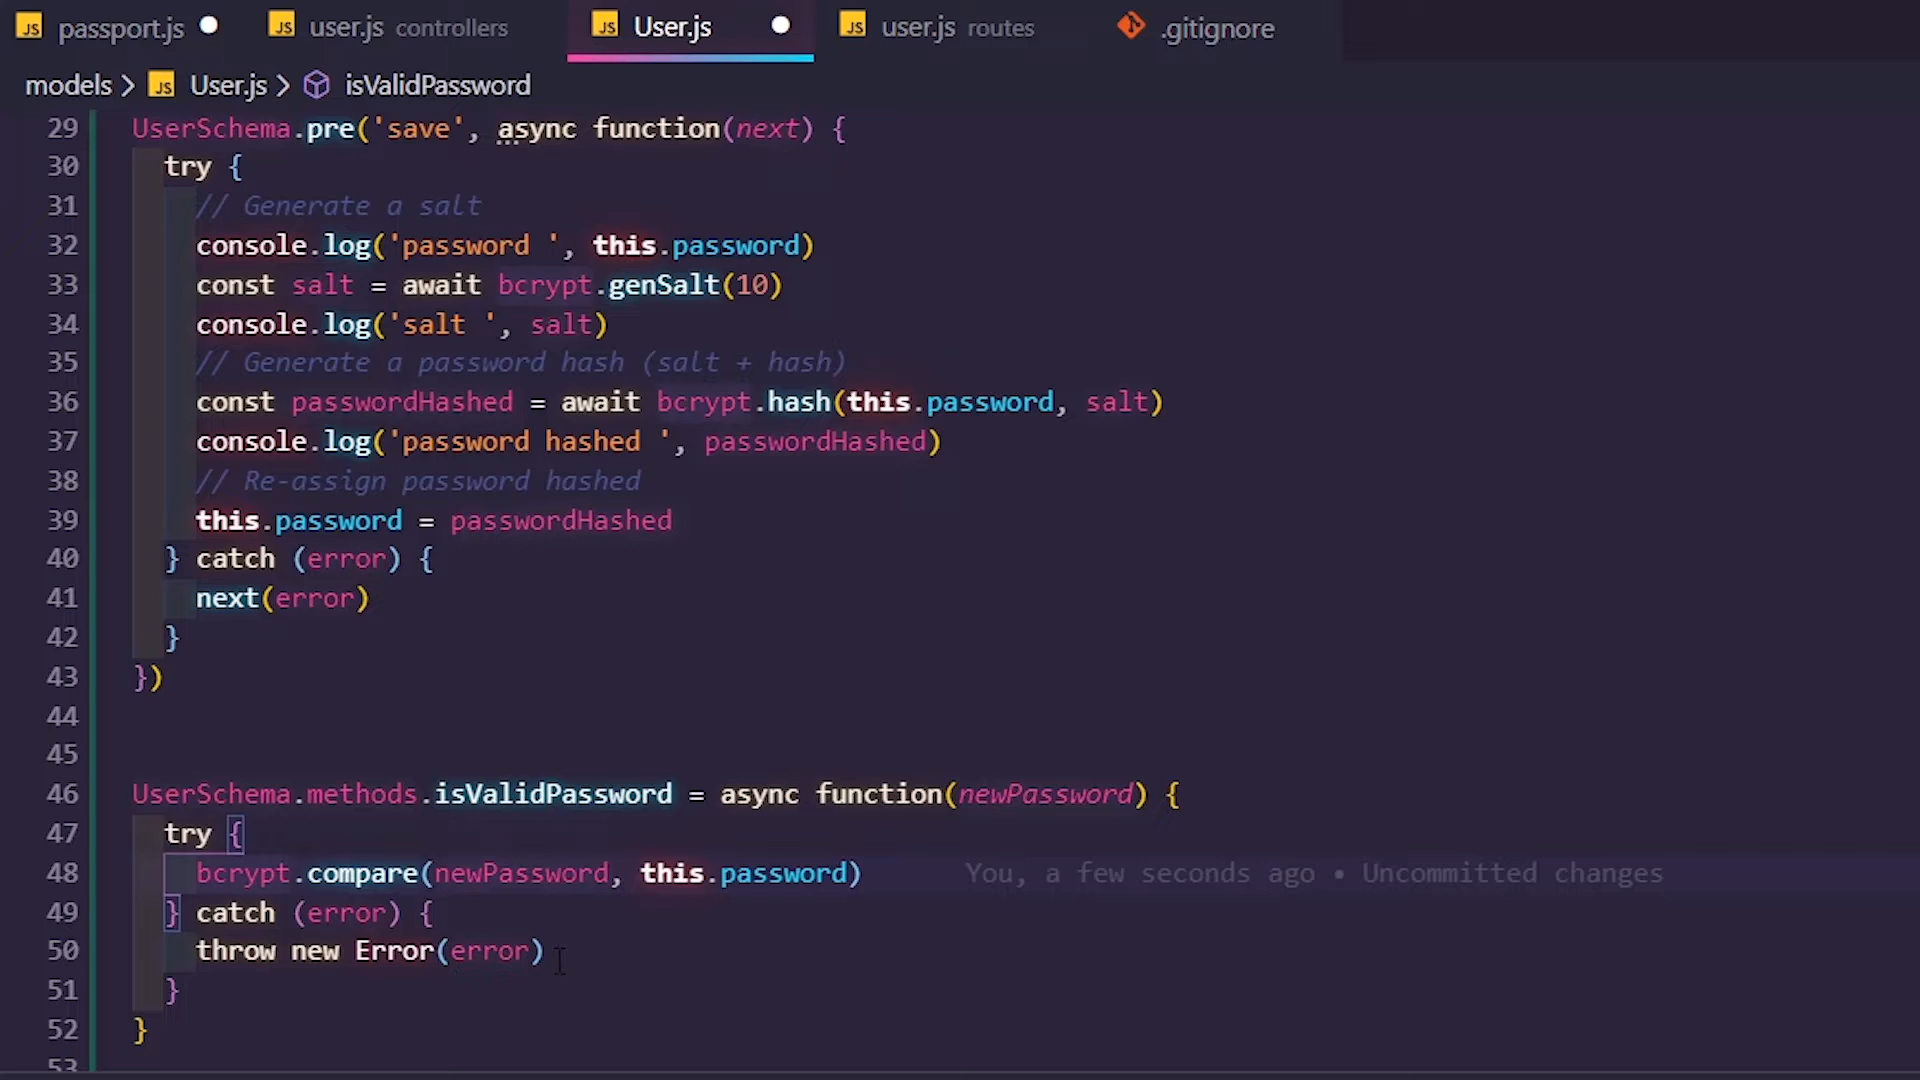 JS passport.js JS user.js controllers JS User.js JS user.js routes .gitignore
models > JS User.js > isValidPassword
29 UserSchema.pre('save', async function(next) {
30 try {
31 // Generate a salt
32 console.log('password ', this.password)
33 const salt = await bcrypt.genSalt(10)
34 console.log('salt ', salt)
35 // Generate a password hash (salt + hash)
36 const passwordHashed = await bcrypt.hash(this.password, salt)
37 console.log('password hashed ', passwordHashed)
38 // Re-assign password hashed
39 this.password = passwordHashed
40 } catch (error) {
41 next(error)
42 }
43 })
44
45
46 UserSchema.methods.isValidPassword = async function(newPassword) {
47 try {
48 bcrypt.compare(newPassword, this.password) You, a few seconds ago • Uncommitted changes
49 } catch (error) {
50 throw new Error(error)
51 }
52 }
53